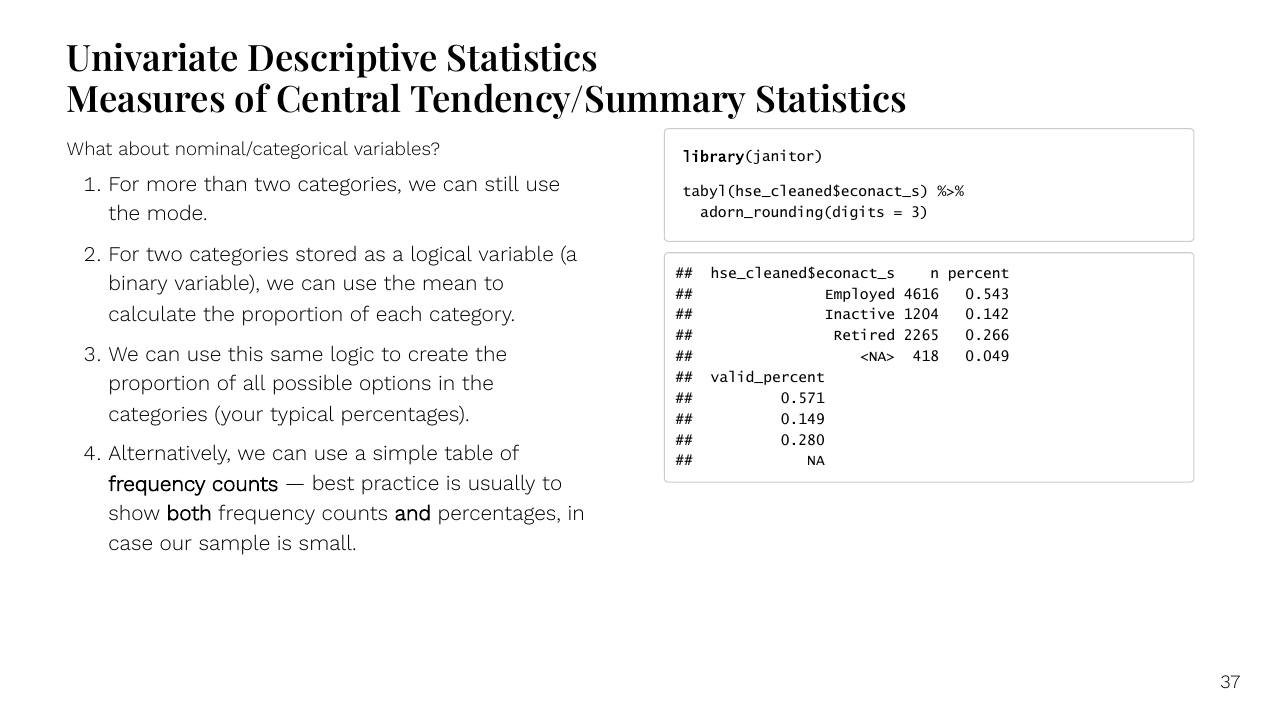 Univariate Descriptive Statistics
Measures of Central Tendency/Summary Statistics
What about nominal/categorical variables?
1. For more than two categories, we can still use
the mode.
2. For two categories stored as a logical variable (a
binary variable), we can use the mean to
calculate the proportion of each category.
3. We can use this same logic to create the
proportion of all possible options in the
categories (your typical percentages).
4. Alternatively, we can use a simple table of
frequency counts — best practice is usually to
show both frequency counts and percentages, in
case our sample is small.
library(janitor)
tabyl(hse_cleaned$econact_s) %>%
  adorn_rounding(digits = 3)
##  hse_cleaned$econact_s    n percent
##               Employed 4616   0.543
##               Inactive 1204   0.142
##                Retired 2265   0.266
##                   <NA>  418   0.049
##  valid_percent
##          0.571
##          0.149
##          0.280
##             NA
37